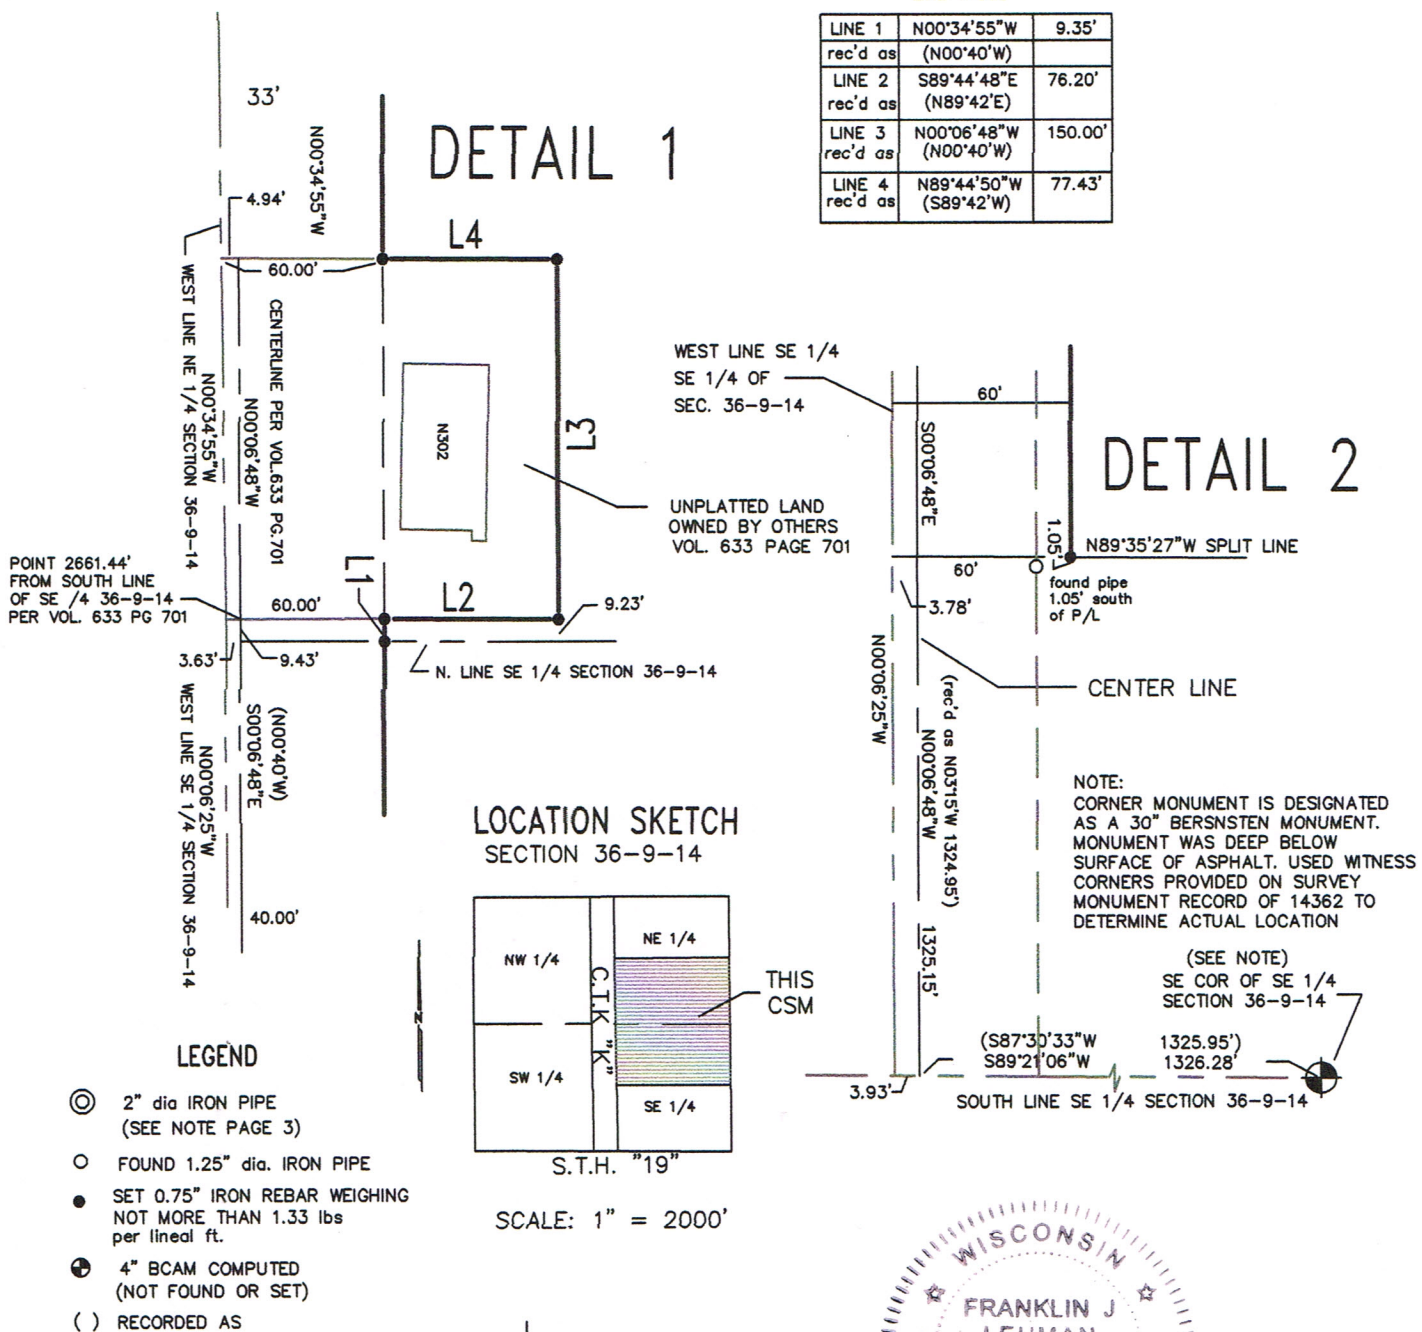 LINE 1 N00°34'55"W 9.35'
rec'd as (N00°40'W)
LINE 2 S89°44'48"E 76.20'
rec'd as (N89°42'E)
LINE 3 N00°06'48"W 150.00'
rec'd as (N00°40'W)
LINE 4 N89°44'50"W 77.43'
rec'd as (S89°42'W)
DETAIL 1
33'
N00°34'55"W
4.94'
60.00'
L4
WEST LINE NE 1/4 SECTION 36-9-14
N00°34'55"W
CENTERLINE PER VOL.633 PG.701
N00°06'48"W
N302
L3
UNPLATTED LAND
OWNED BY OTHERS
VOL. 633 PAGE 701
POINT 2661.44'
FROM SOUTH LINE
OF SE /4 36-9-14
PER VOL. 633 PG 701
60.00'
L1
L2
9.23'
3.63'
9.43'
N. LINE SE 1/4 SECTION 36-9-14
WEST LINE SE 1/4 SECTION 36-9-14
N00°06'25"W
S00°06'48"E
(N00°40'W)
40.00'
WEST LINE SE 1/4
SE 1/4 OF
SEC. 36-9-14
60'
DETAIL 2
S00°06'48"E
1.05'
N89°35'27"W SPLIT LINE
60'
found pipe
1.05' south
of P/L
3.78'
N00°06'25"W
CENTER LINE
(rec'd as N03°15'W 1324.95')
N00°06'48"W 1325.15'
NOTE:
CORNER MONUMENT IS DESIGNATED
AS A 30" BERSNSTEN MONUMENT.
MONUMENT WAS DEEP BELOW
SURFACE OF ASPHALT. USED WITNESS
CORNERS PROVIDED ON SURVEY
MONUMENT RECORD OF 14362 TO
DETERMINE ACTUAL LOCATION
(SEE NOTE)
SE COR OF SE 1/4
SECTION 36-9-14
(S87°30'33"W 1325.95')
S89°21'06"W 1326.28'
3.93'
SOUTH LINE SE 1/4 SECTION 36-9-14
LOCATION SKETCH
SECTION 36-9-14
NW 1/4
NE 1/4
C.T.K "K"
THIS
CSM
SW 1/4
SE 1/4
S.T.H. "19"
SCALE: 1" = 2000'
N
LEGEND
2" dia IRON PIPE
(SEE NOTE PAGE 3)
FOUND 1.25" dia. IRON PIPE
SET 0.75" IRON REBAR WEIGHING
NOT MORE THAN 1.33 lbs
per lineal ft.
4" BCAM COMPUTED
(NOT FOUND OR SET)
( ) RECORDED AS
WISCONSIN
FRANKLIN J
LEHMAN